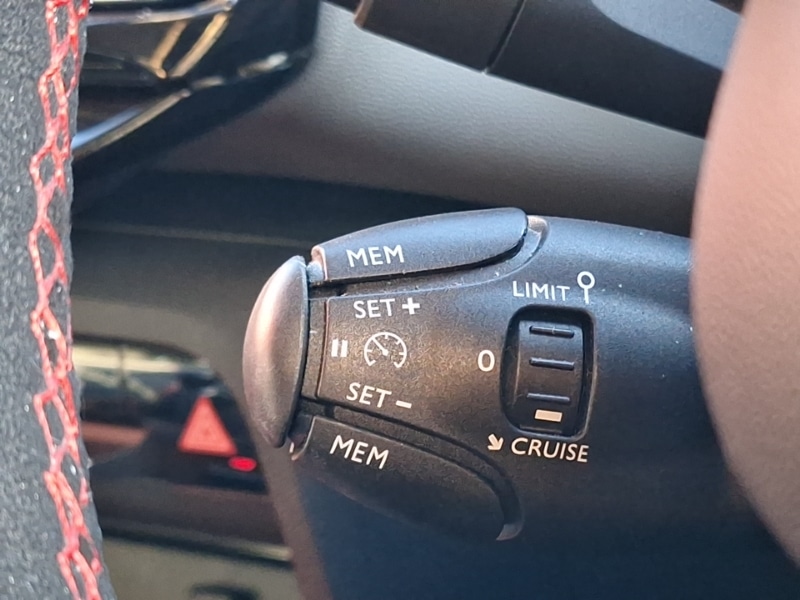 MEM
SET +
LIMIT
0
SET -
CRUISE
MEM